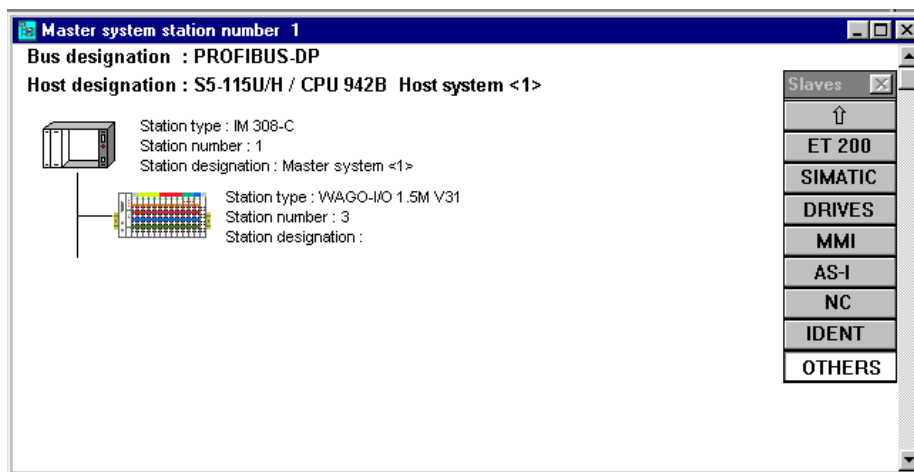 Master system station number 1
Bus designation : PROFIBUS-DP
Host designation : S5-115U/H / CPU 942B Host system <1>
Station type : IM 308-C
Station number : 1
Station designation : Master system <1>
Station type : WAGO-I/O 1.5M V31
Station number : 3
Station designation :
Slaves
ET 200
SIMATIC
DRIVES
MMI
AS-I
NC
IDENT
OTHERS